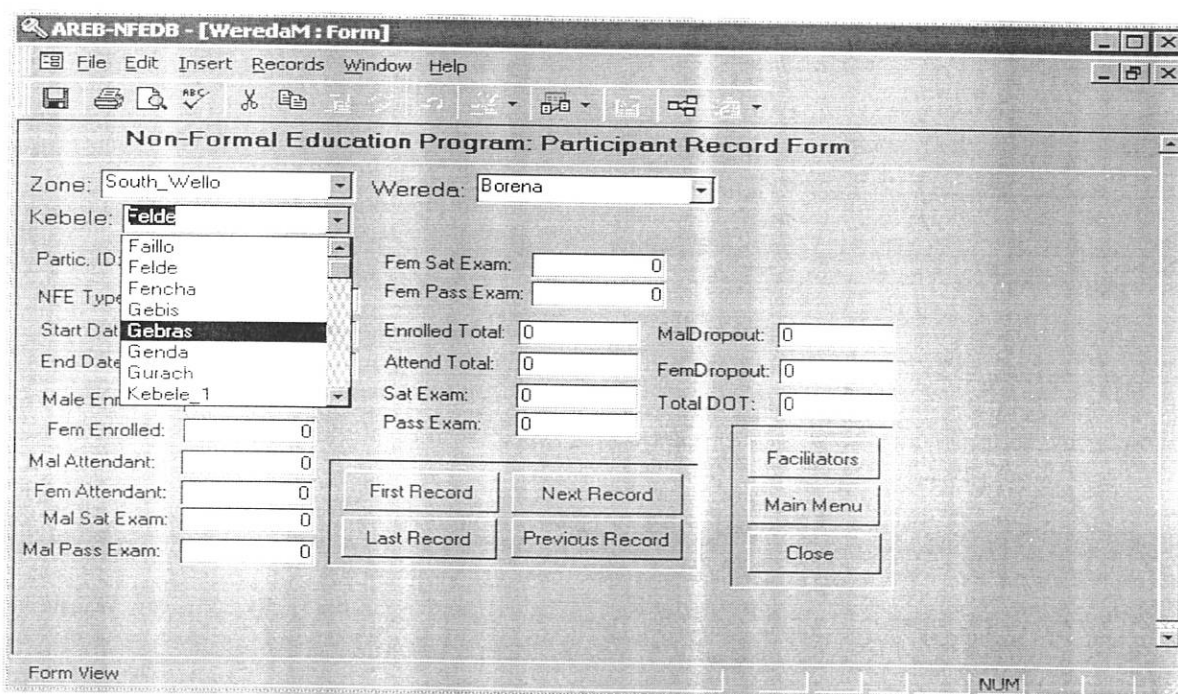 AREB-NFEDB - [WeredaM : Form]
File Edit Insert Records Window Help
ABC
Non-Formal Education Program: Participant Record Form
Zone: South_Wello Wereda: Borena
Kebele: Felde
Faillo
Partic. ID: Felde Fem Sat Exam: 0
Fencha
NFE Type Fem Pass Exam: 0
Gebis
Start Dat Gebras Enrolled Total: 0 MalDropout: 0
Genda
End Date Attend Total: 0 FemDropout: 0
Gurach
Kebele_1
Male Enr Sat Exam: 0 Total DOT: 0
Fem Enrolled: 0 Pass Exam: 0
Mal Attendant: 0 Facilitators
Fem Attendant: 0 First Record Next Record Main Menu
Mal Sat Exam: 0
Mal Pass Exam: 0 Last Record Previous Record Close
Form View NUM